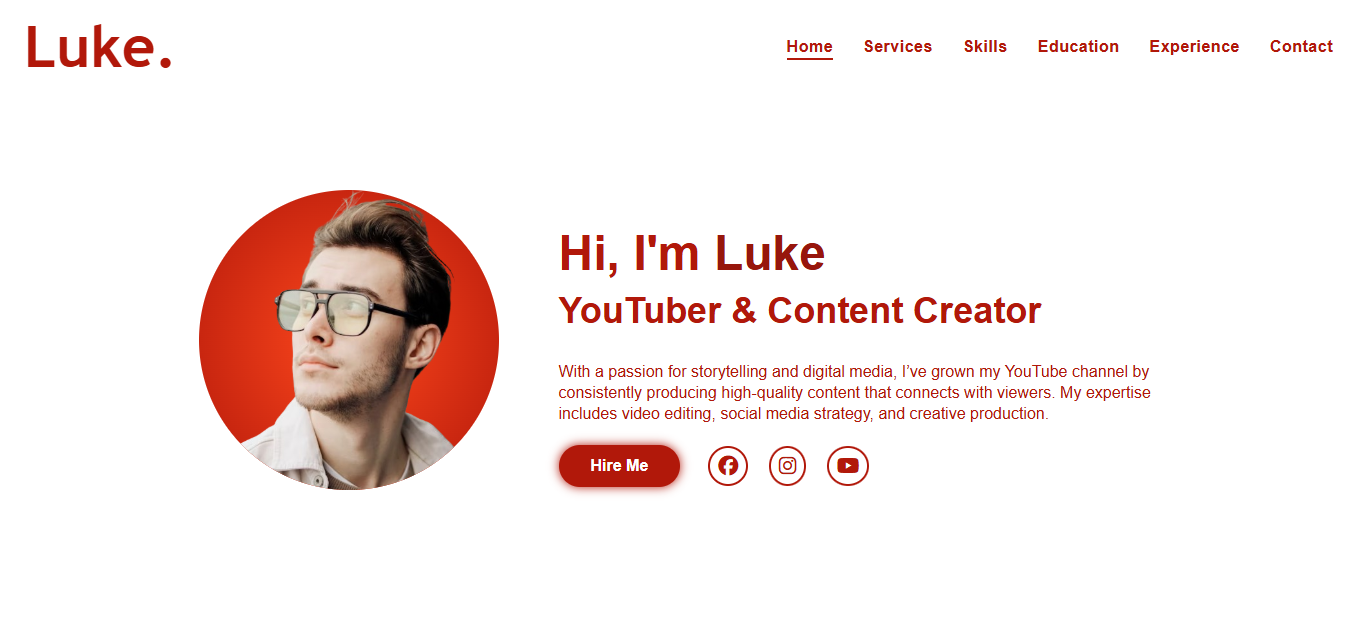 Luke.
Home Services Skills Education Experience Contact
Hi, I'm Luke
YouTuber & Content Creator
With a passion for storytelling and digital media, I’ve grown my YouTube channel by
consistently producing high-quality content that connects with viewers. My expertise
includes video editing, social media strategy, and creative production.
Hire Me